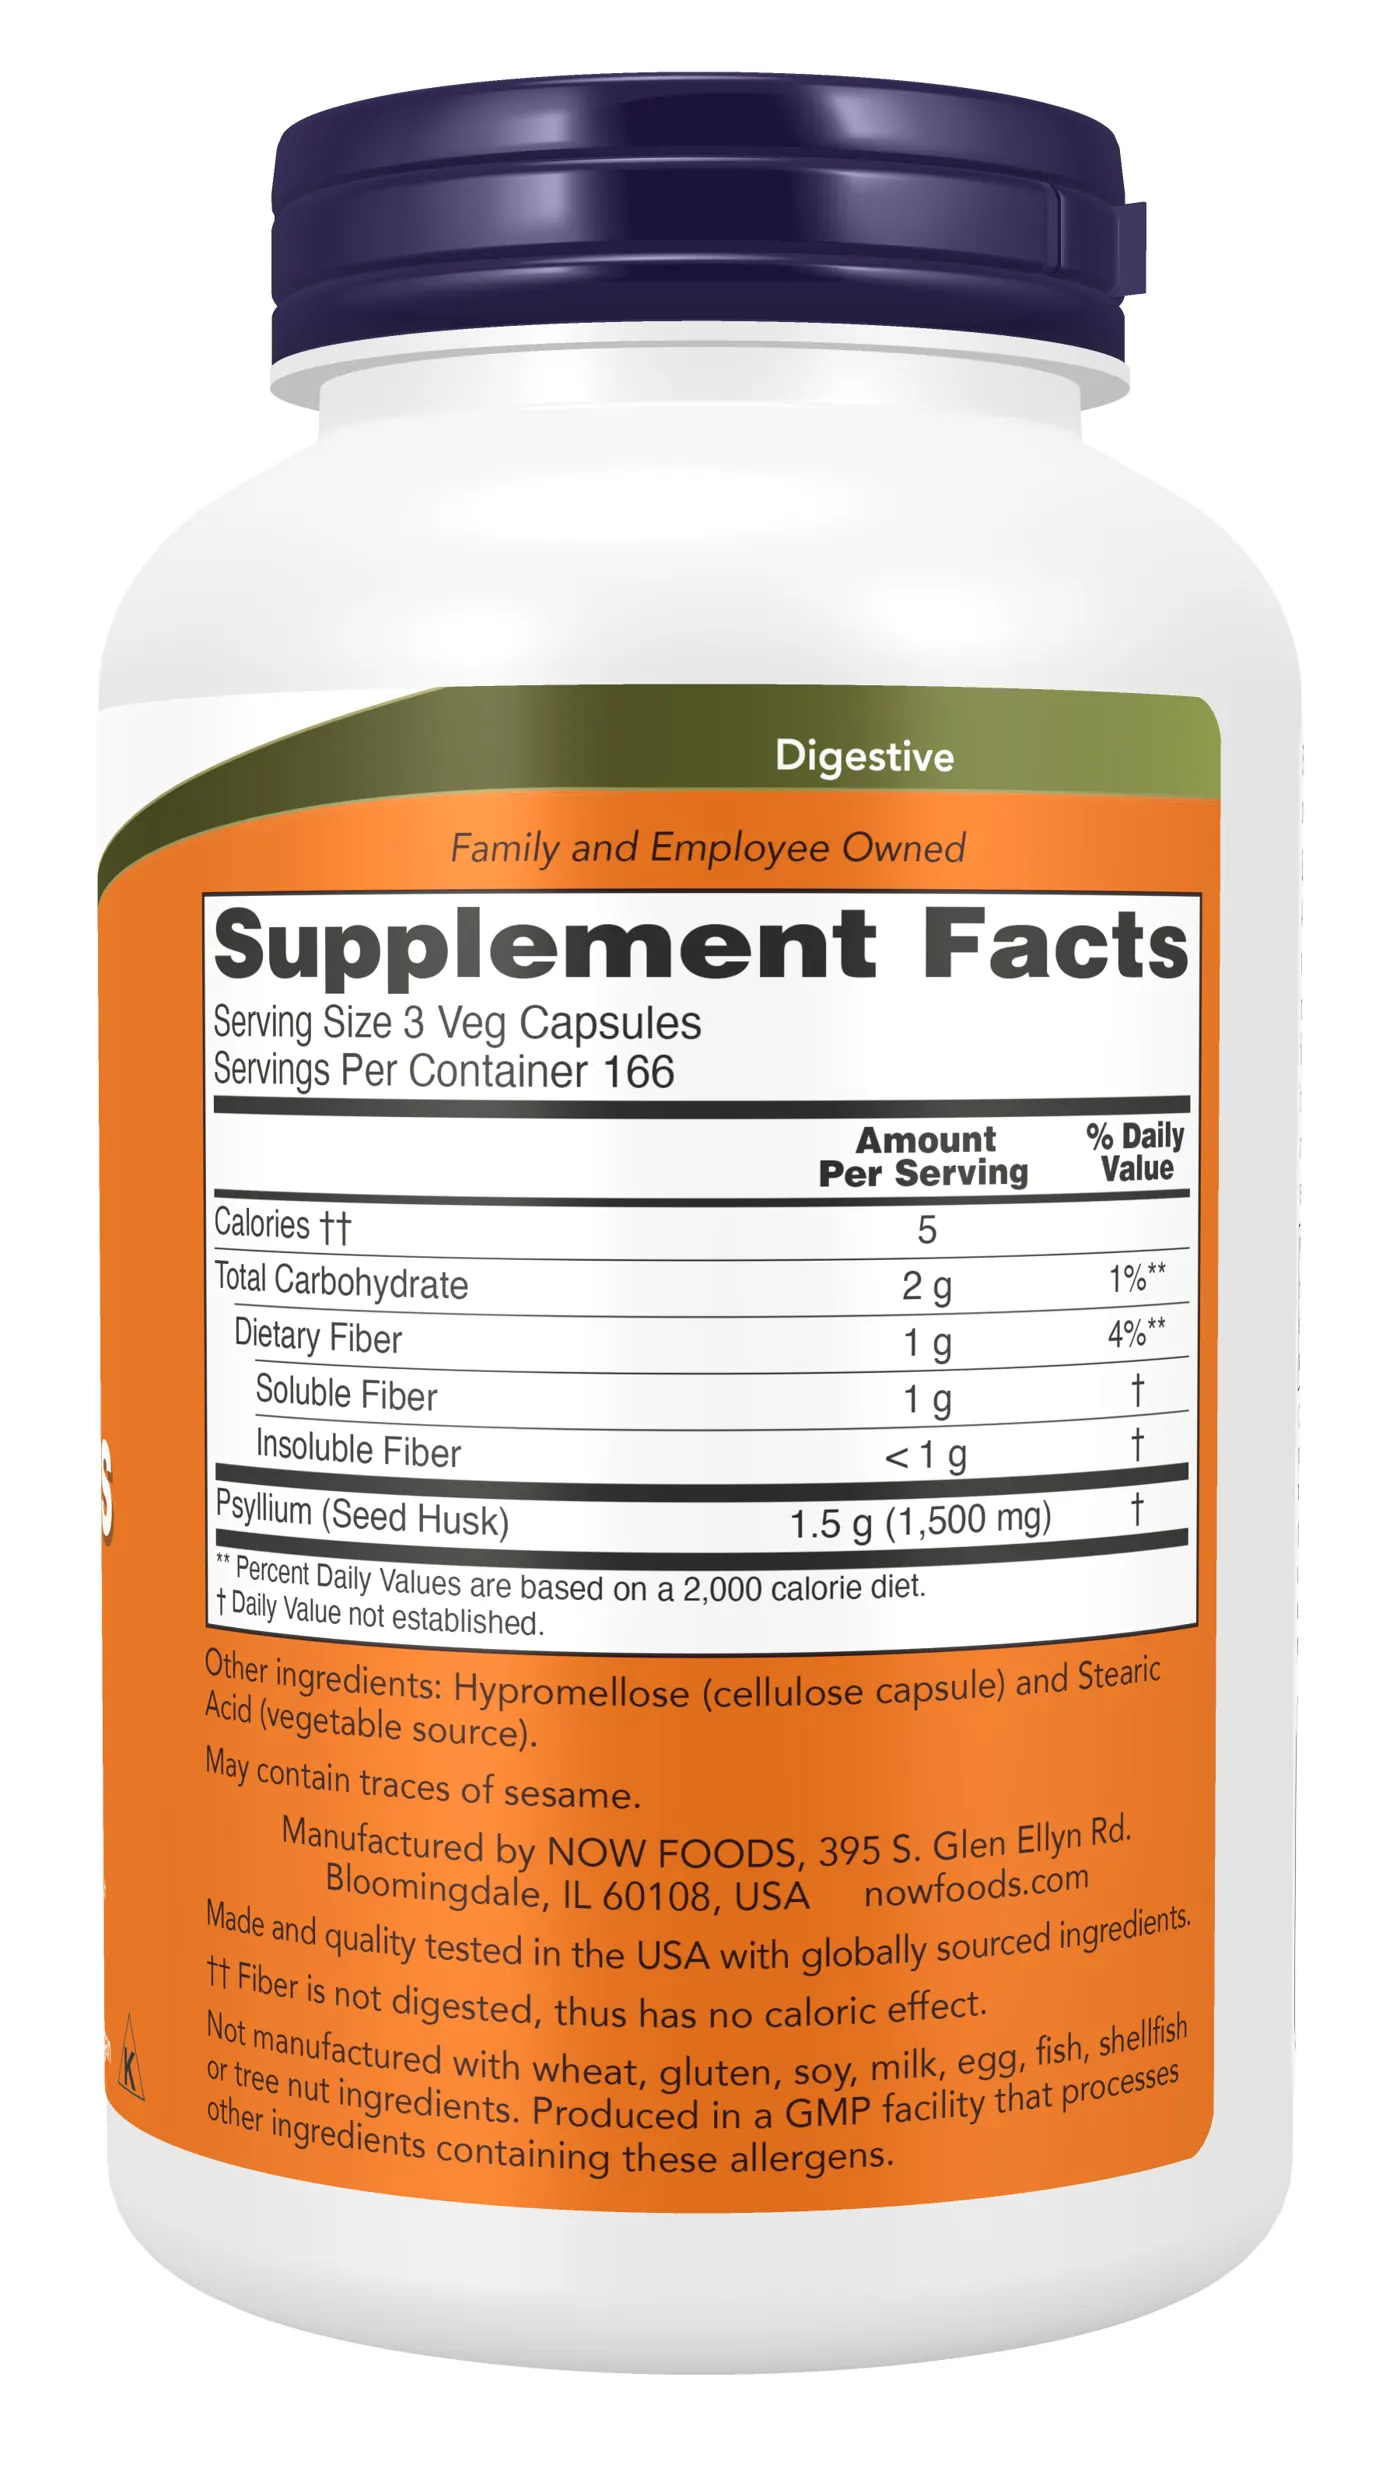 Digestive
Family and Employee Owned
Supplement Facts
Serving Size 3 Veg Capsules
Servings Per Container 166
Amount Per Serving % Daily Value
Calories †† 5
Total Carbohydrate 2 g 1%**
Dietary Fiber 1 g 4%**
Soluble Fiber 1 g †
Insoluble Fiber < 1 g †
Psyllium (Seed Husk) 1.5 g (1,500 mg) †
** Percent Daily Values are based on a 2,000 calorie diet.
† Daily Value not established.
Other ingredients: Hypromellose (cellulose capsule) and Stearic
Acid (vegetable source).
May contain traces of sesame.
Manufactured by NOW FOODS, 395 S. Glen Ellyn Rd.
Bloomingdale, IL 60108, USA nowfoods.com
Made and quality tested in the USA with globally sourced ingredients.
†† Fiber is not digested, thus has no caloric effect.
Not manufactured with wheat, gluten, soy, milk, egg, fish, shellfish
or tree nut ingredients. Produced in a GMP facility that processes
other ingredients containing these allergens.
K